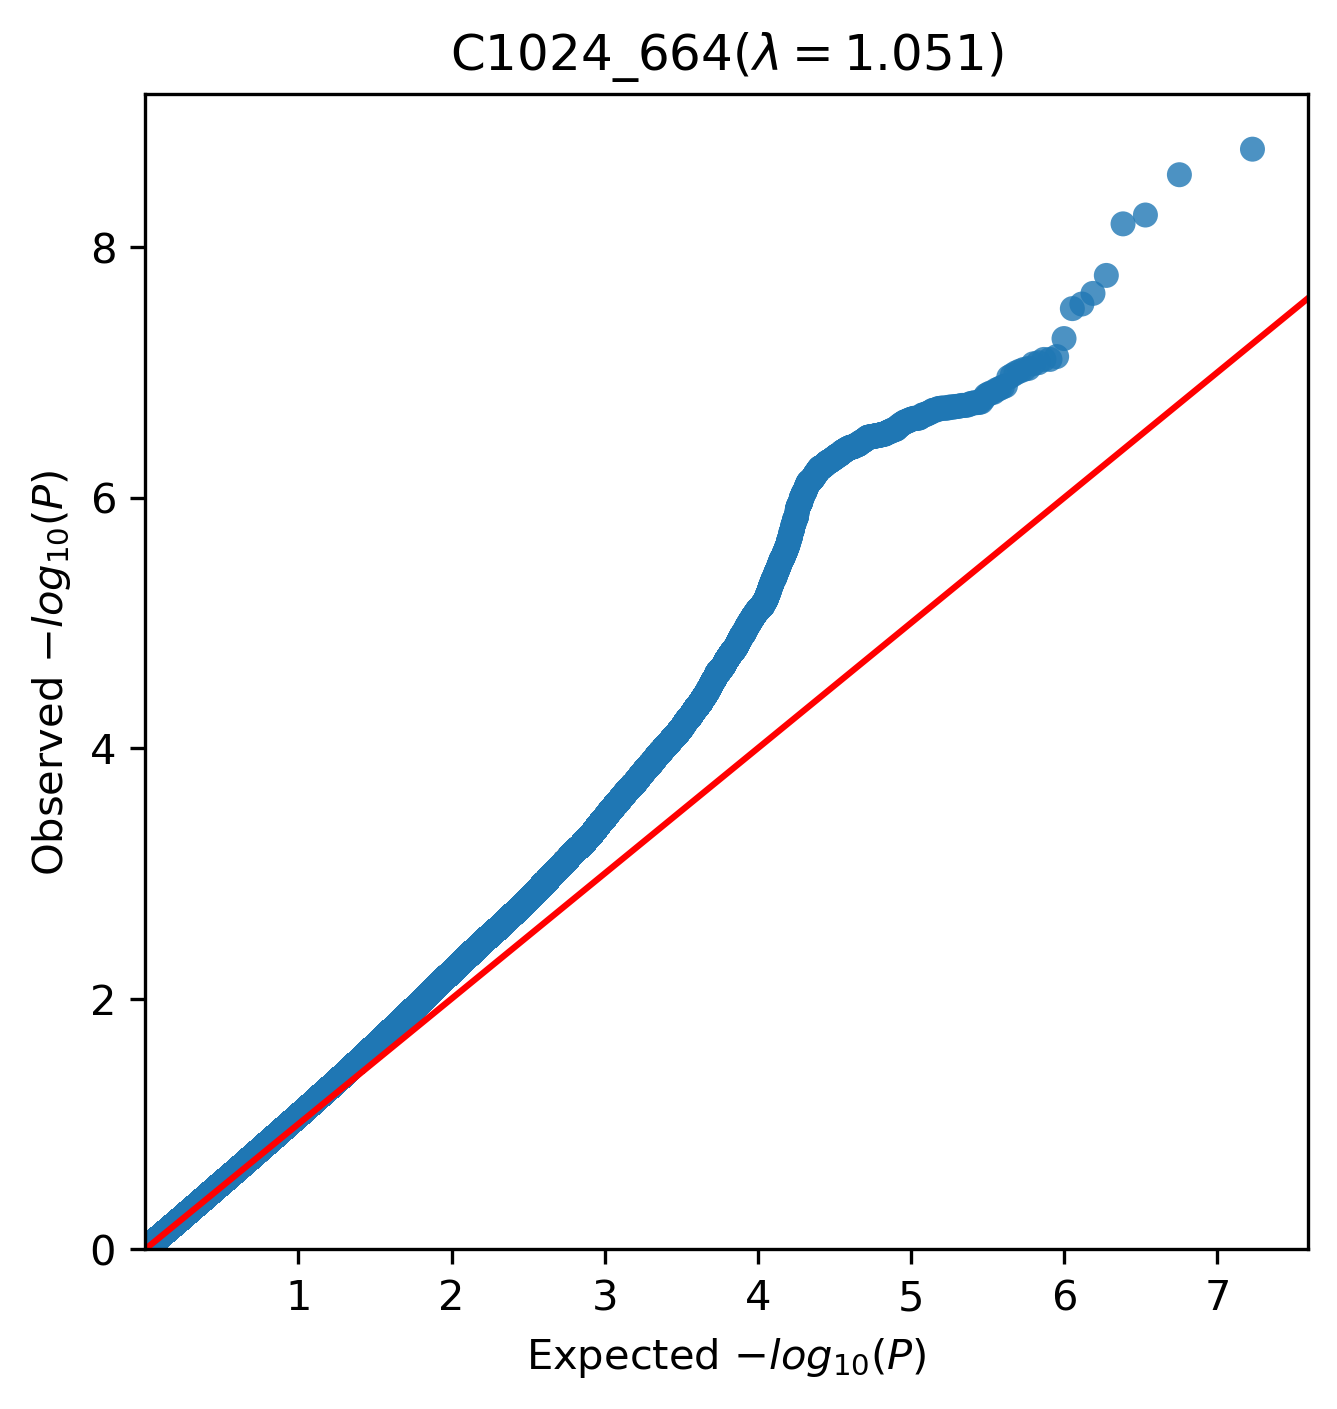 C1024_664(λ = 1.051)
8
6
4
2
0
Observed −log₁₀(P)
1 2 3 4 5 6 7
Expected −log₁₀(P)